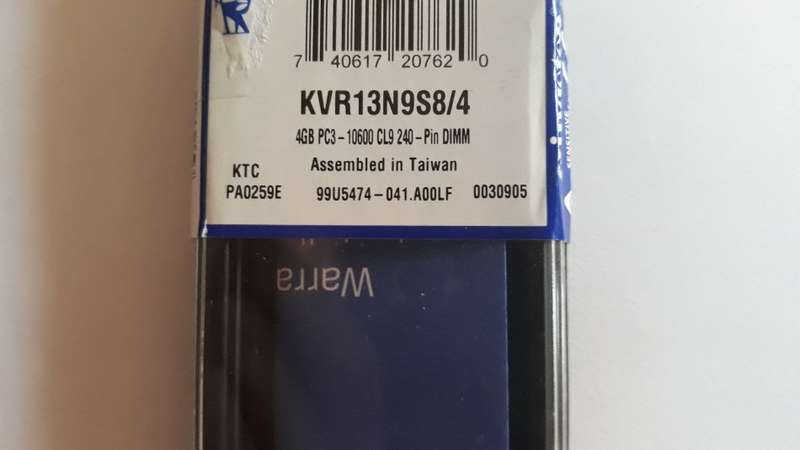 7 40617 20762 0
KVR13N9S8/4
4GB PC3-10600 CL9 240-Pin DIMM
Assembled in Taiwan
KTC
PA0259E 99U5474-041.A00LF 0030905
SENSITIVE
Warra